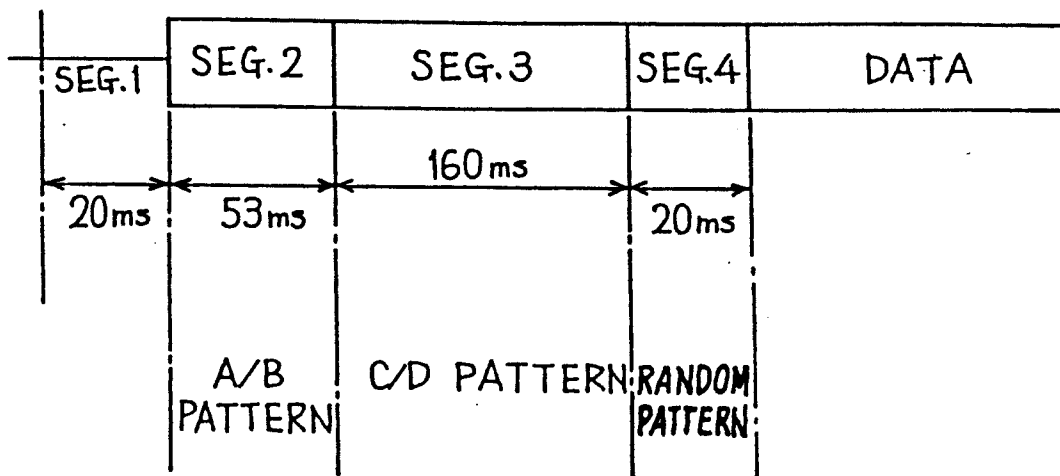 SEG.1
SEG.2
SEG.3
SEG.4
DATA
20ms
53ms
160ms
20ms
A/B
PATTERN
C/D PATTERN
RANDOM
PATTERN